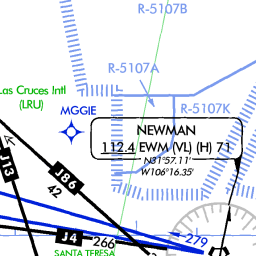 R-5107B
R-5107A
Las Cruces Intl
(LRU)
R-5107K
MGGIE
NEWMAN
112.4 EWM (VL) (H) 71
N31°57.11'
W106°16.35'
J13
J86
42
J4
266
279
SANTA TERESA